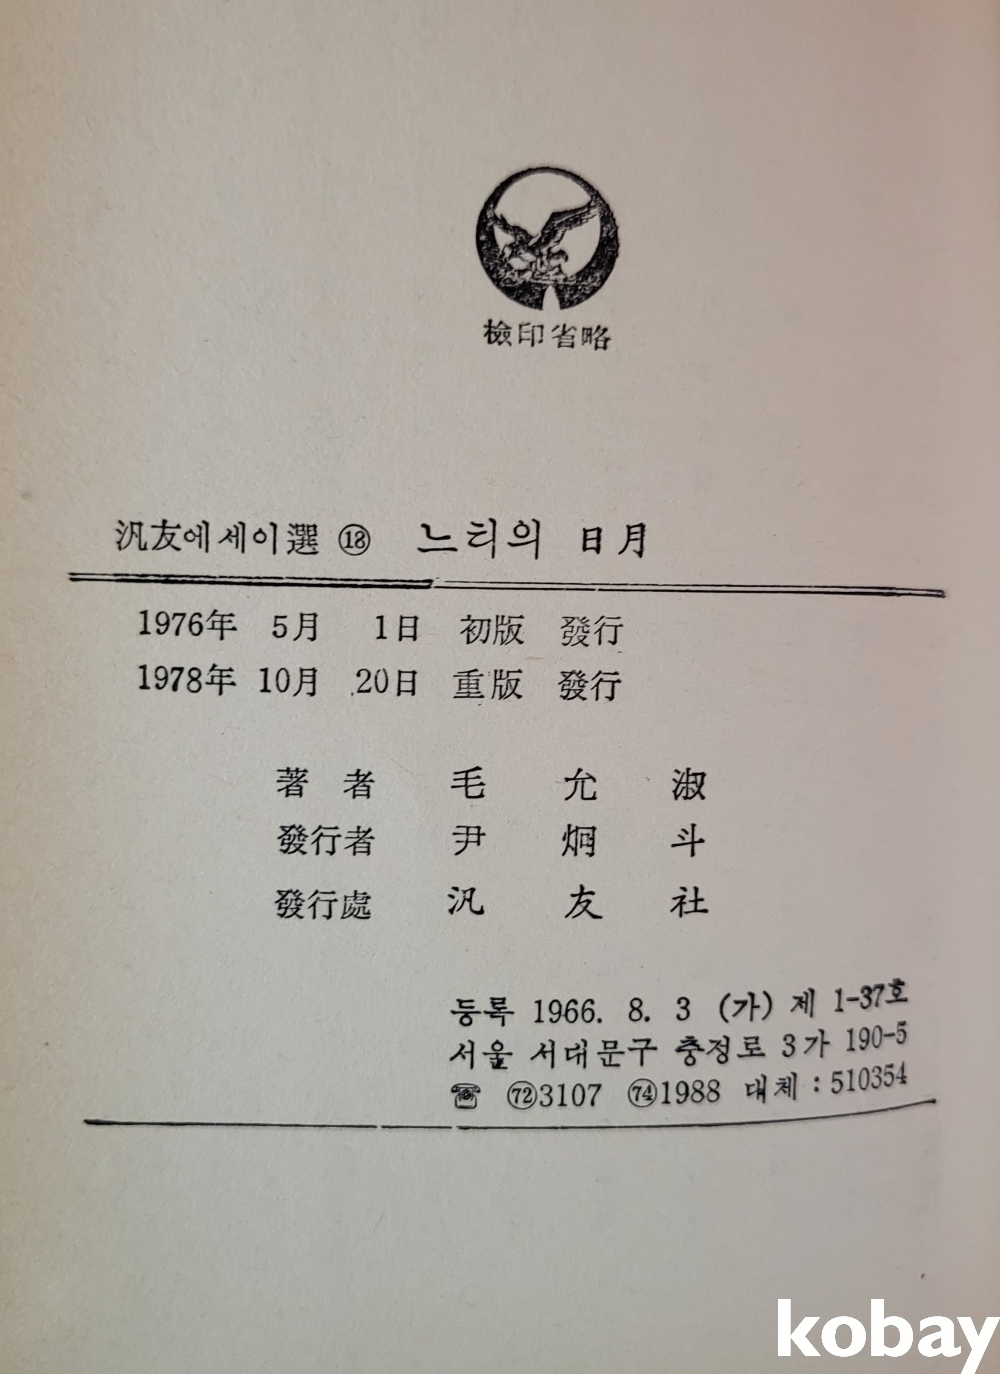 檢印省略
汎友에세이選 ⑱ 느티의 日月
1976年 5月 1日 初版 發行
1978年 10月 20日 重版 發行
著者 毛允淑
發行者 尹炯斗
發行處 汎友社
등록 1966. 8. 3 (가) 제 1-37호
서울 서대문구 충정로 3가 190-5
☎ ㉒3107 ㉔1988 대체 : 510354
kobay